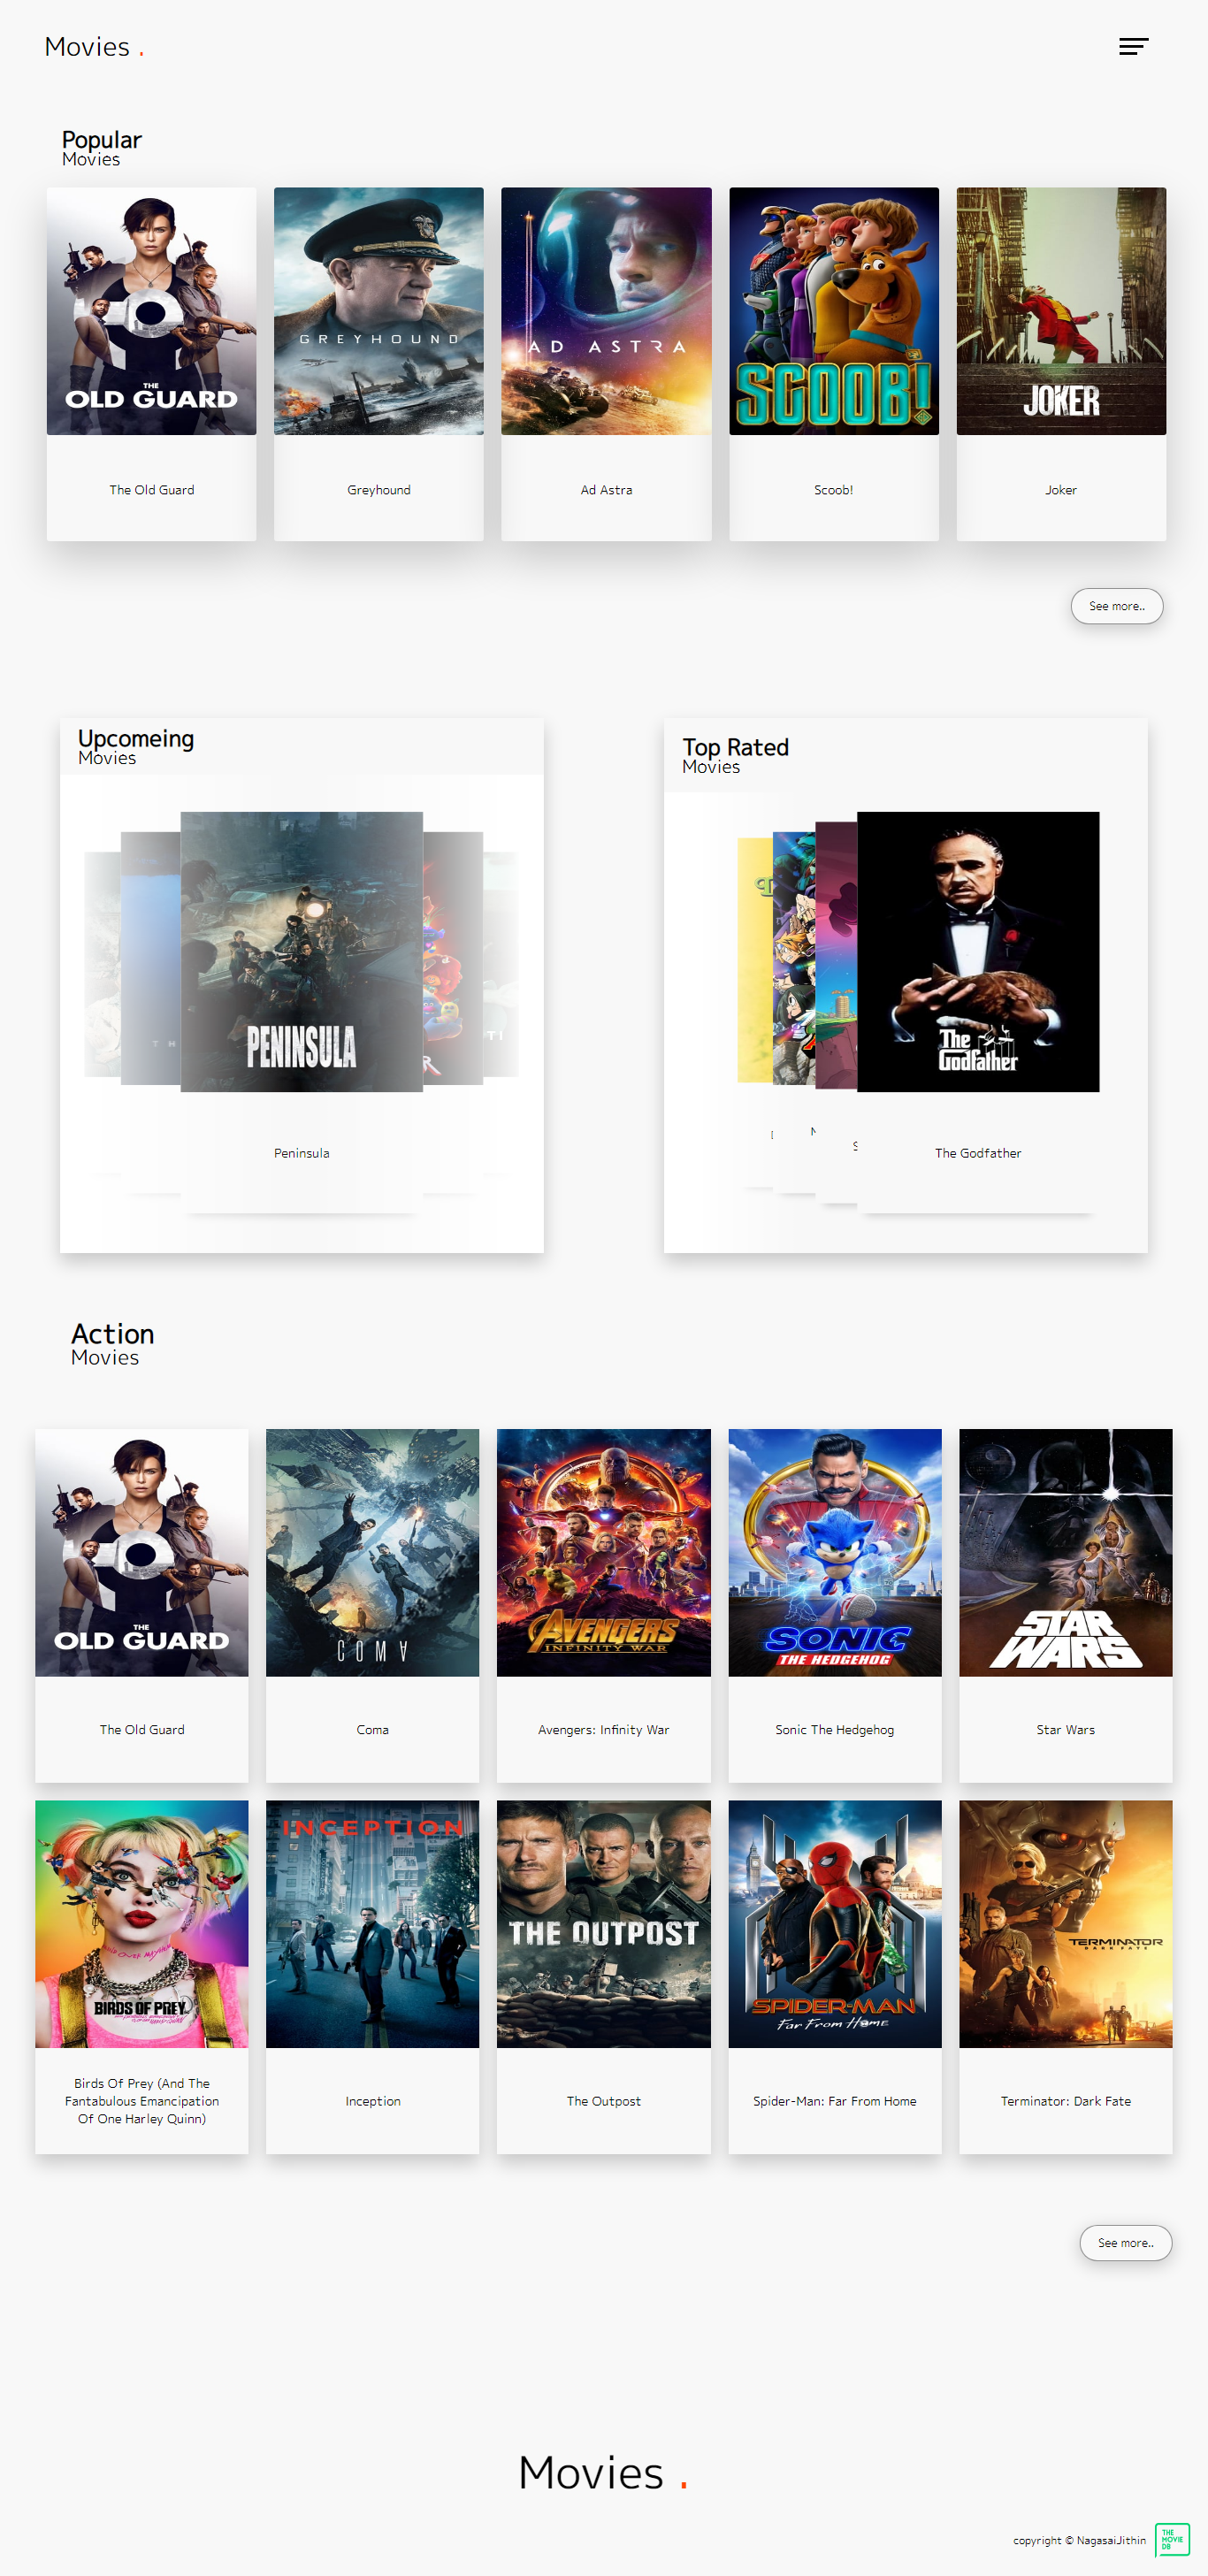 Movies .
Popular
Movies
THE
OLD GUARD
GREYHOUND
AD ASTRA
SCOOB!
JOKER
The Old Guard
Greyhound
Ad Astra
Scoob!
Joker
See more..
Upcomeing
Movies
PENINSULA
Peninsula
Top Rated
Movies
The
Godfather
The Godfather
Action
Movies
THE
OLD GUARD
COMA
AVENGERS
INFINITY WAR
SONIC
THE HEDGEHOG
STAR
WARS
The Old Guard
Coma
Avengers: Infinity War
Sonic The Hedgehog
Star Wars
BIRDS OF PREY
INCEPTION
THE OUTPOST
SPIDER-MAN
Far From Home
TERMINATOR
DARK FATE
Birds Of Prey (And The
Fantabulous Emancipation
Of One Harley Quinn)
Inception
The Outpost
Spider-Man: Far From Home
Terminator: Dark Fate
See more..
Movies .
copyright © NagasaiJithin
THE
MOVIE
DB